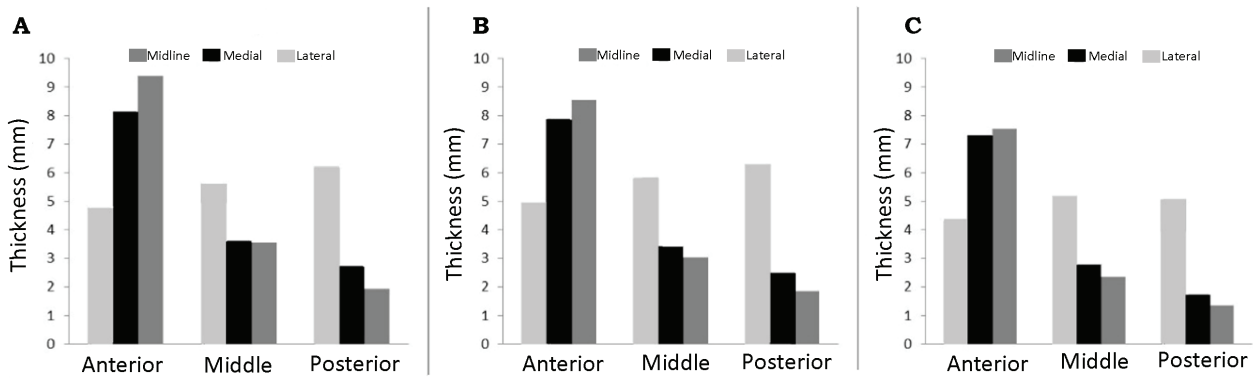 A
Midline Medial Lateral
Thickness (mm)
10
9
8
7
6
5
4
3
2
1
0
Anterior Middle Posterior
B
Midline Medial Lateral
Thickness (mm)
10
9
8
7
6
5
4
3
2
1
0
Anterior Middle Posterior
C
Midline Medial Lateral
Thickness (mm)
10
9
8
7
6
5
4
3
2
1
0
Anterior Middle Posterior